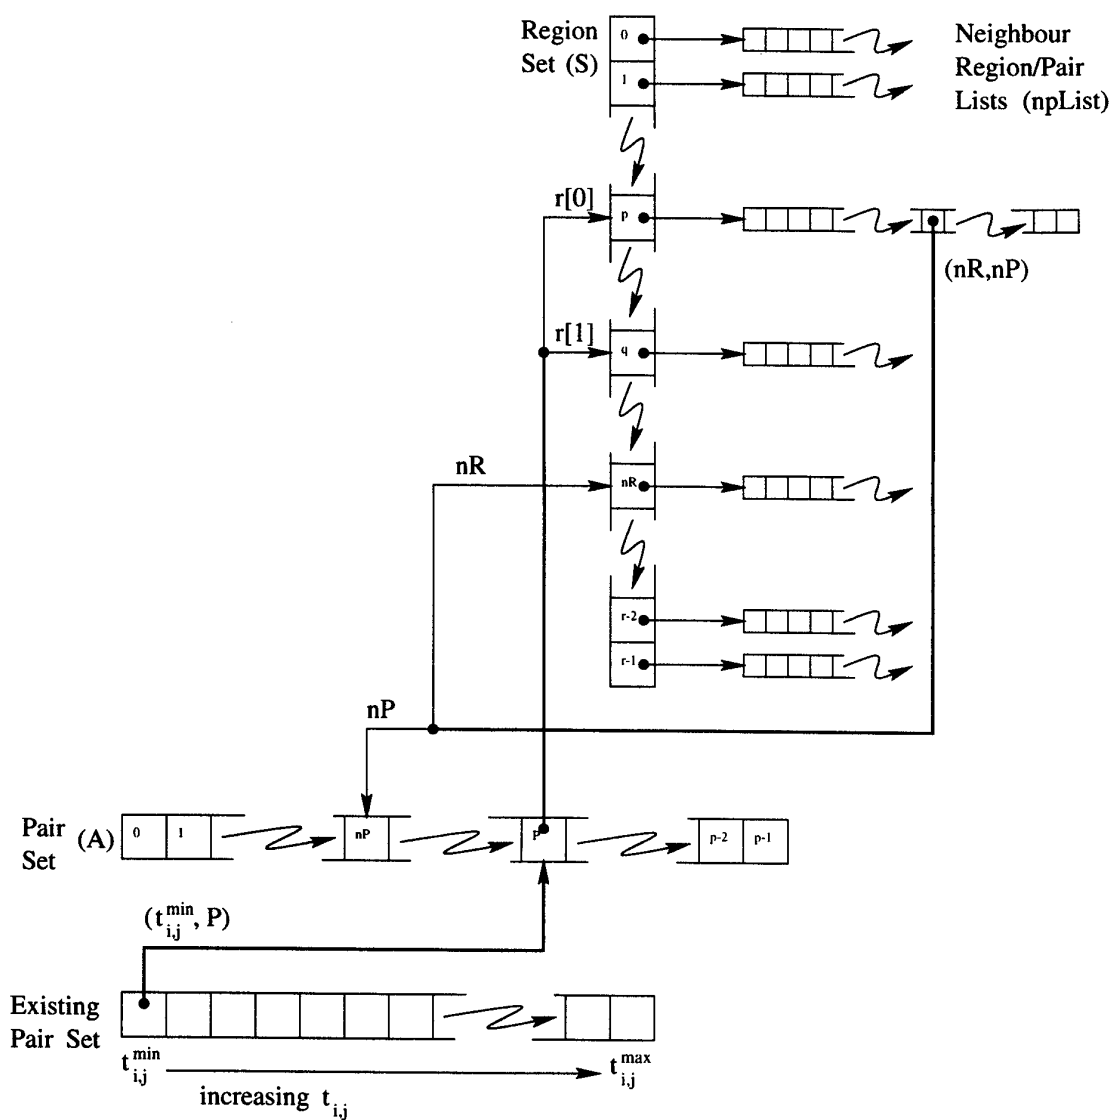 Region
Set (S)
0
1
Neighbour
Region/Pair
Lists (npList)
r[0]
p
(nR,nP)
r[1]
q
nR
nR
r-2
r-1
nP
Pair
Set
(A)
0
1
nP
P
p-2
p-1
(t_{i,j}^{min}, P)
Existing
Pair Set
t_{i,j}^{min}
t_{i,j}^{max}
increasing t_{i,j}